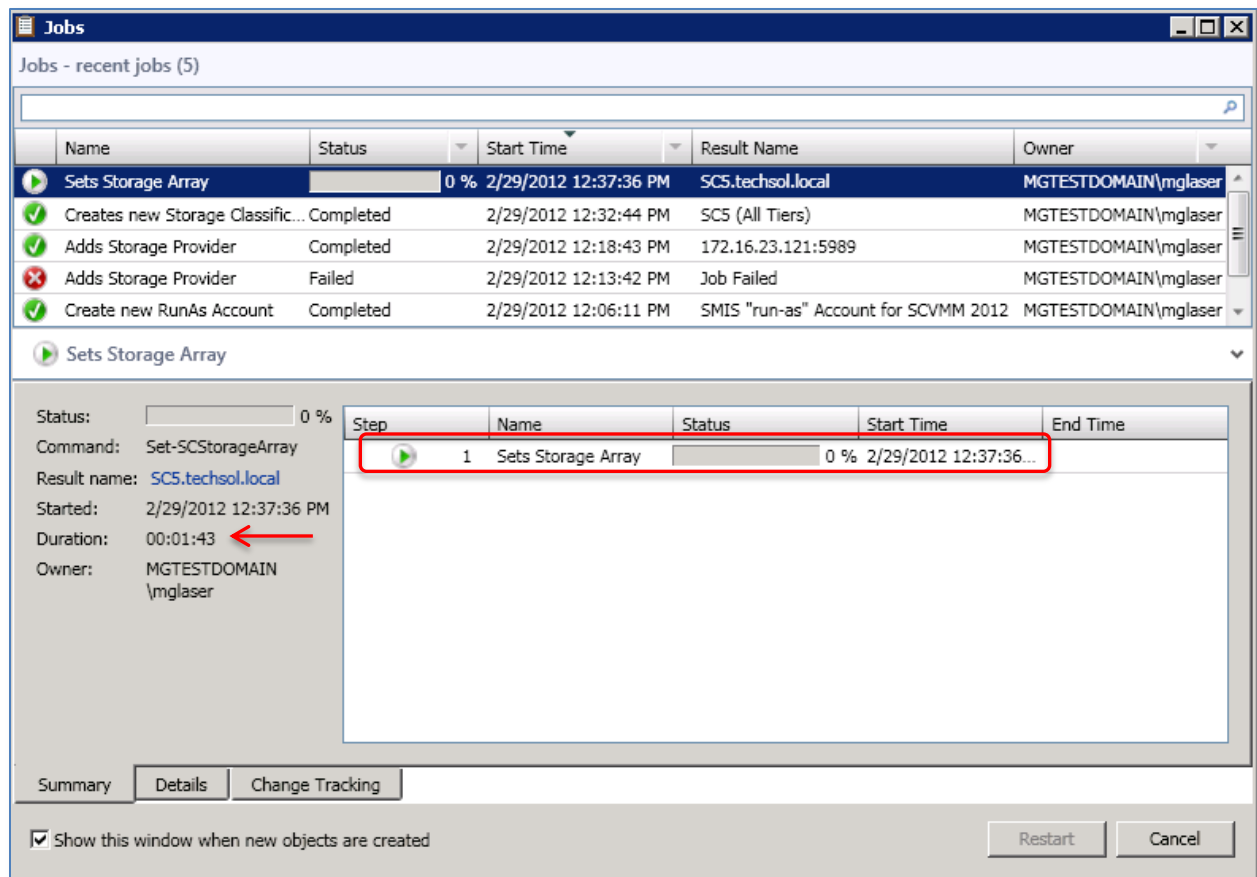 Jobs
Jobs - recent jobs (5)
Name Status Start Time Result Name Owner
Sets Storage Array 0 % 2/29/2012 12:37:36 PM SC5.techsol.local MGTESTDOMAIN\mglaser
Creates new Storage Classific... Completed 2/29/2012 12:32:44 PM SC5 (All Tiers) MGTESTDOMAIN\mglaser
Adds Storage Provider Completed 2/29/2012 12:18:43 PM 172.16.23.121:5989 MGTESTDOMAIN\mglaser
Adds Storage Provider Failed 2/29/2012 12:13:42 PM Job Failed MGTESTDOMAIN\mglaser
Create new RunAs Account Completed 2/29/2012 12:06:11 PM SMIS "run-as" Account for SCVMM 2012 MGTESTDOMAIN\mglaser
Sets Storage Array
Status: 0 %
Command: Set-SCStorageArray
Result name: SC5.techsol.local
Started: 2/29/2012 12:37:36 PM
Duration: 00:01:43
Owner: MGTESTDOMAIN
\mglaser
Step Name Status Start Time End Time
1 Sets Storage Array 0 % 2/29/2012 12:37:36...
Summary Details Change Tracking
Show this window when new objects are created
Restart Cancel